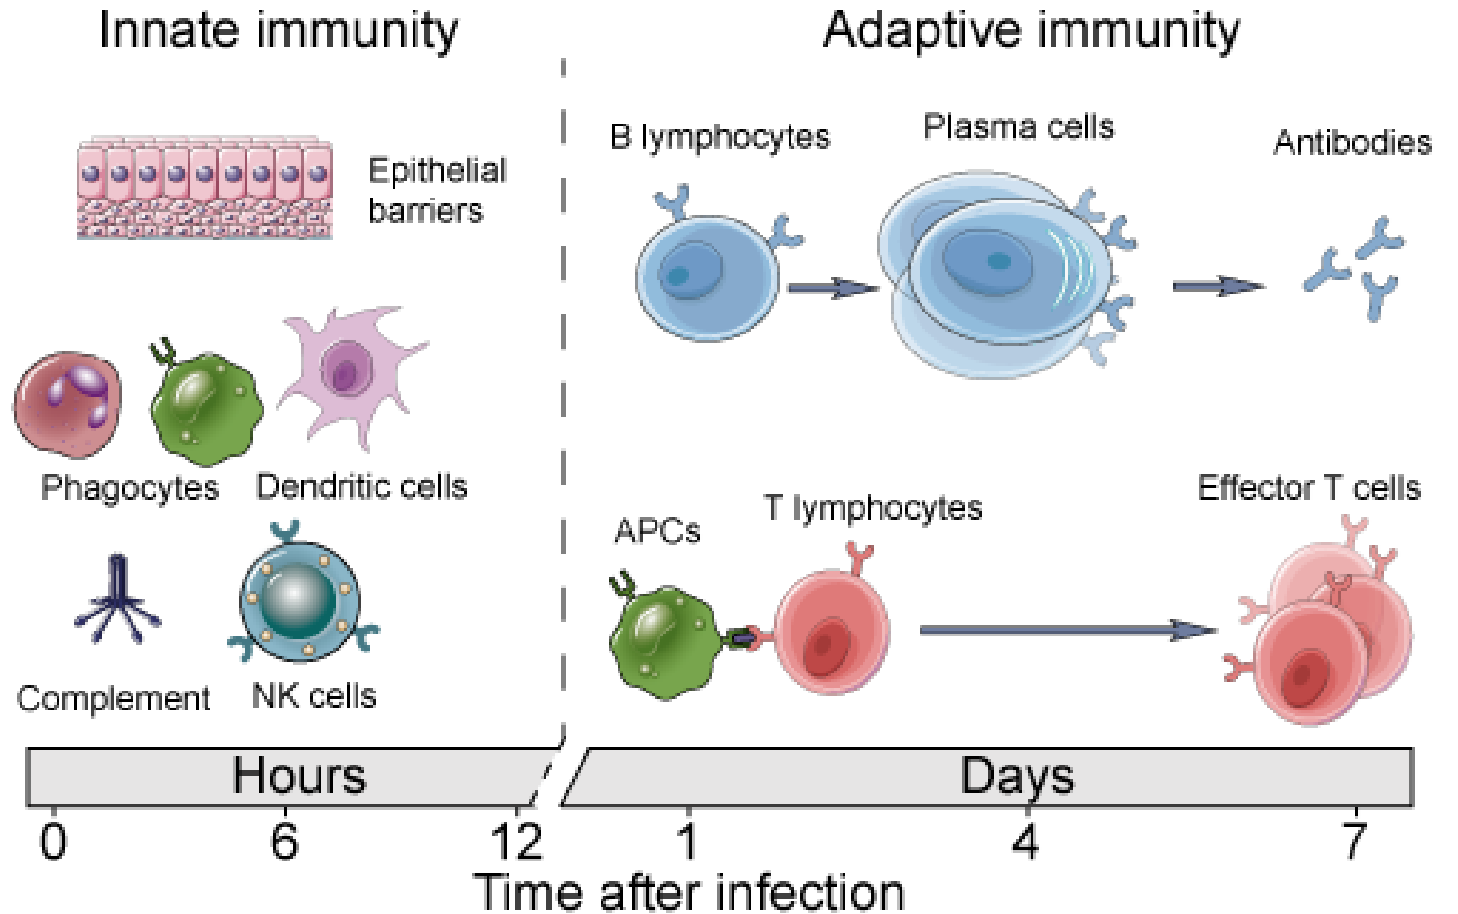 Innate immunity
Adaptive immunity
Epithelial
barriers
Phagocytes
Dendritic cells
Complement
NK cells
B lymphocytes
Plasma cells
Antibodies
APCs
T lymphocytes
Effector T cells
Hours
Days
0
6
12
1
4
7
Time after infection